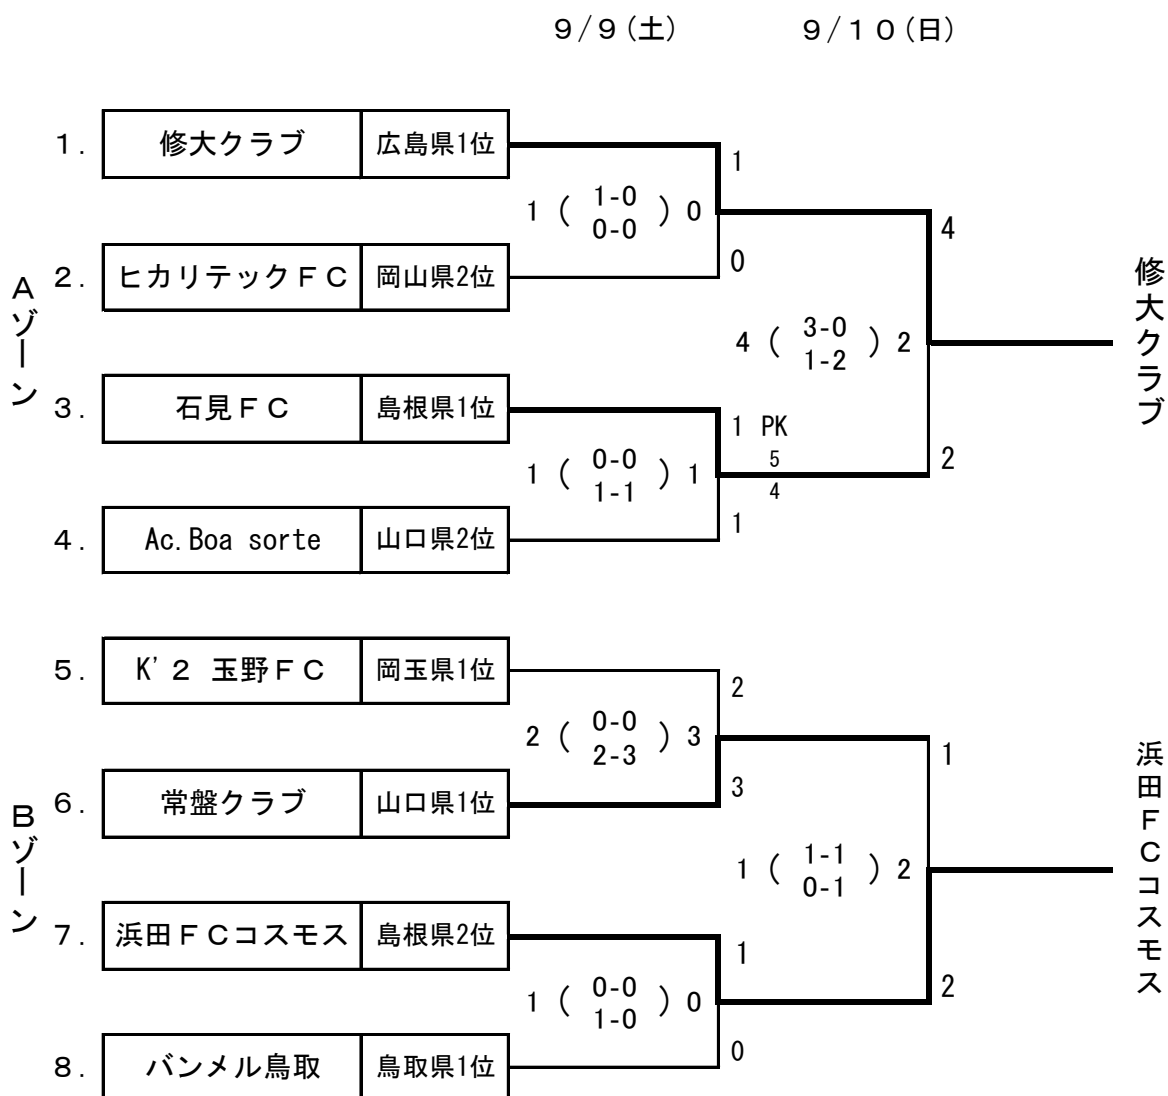 ９/９(土) ９/１０(日)
Aゾーン
1. 修大クラブ 広島県1位
1
1 ( 1-0 0-0 ) 0
4
0
2. ヒカリテックＦＣ 岡山県2位
4 ( 3-0 1-2 ) 2
修大クラブ
3. 石見ＦＣ 島根県1位
1 PK
5
4
1 ( 0-0 1-1 ) 1
2
1
4. Ac.Boa sorte 山口県2位
Bゾーン
5. K'２ 玉野ＦＣ 岡玉県1位
2
2 ( 0-0 2-3 ) 3
1
3
6. 常盤クラブ 山口県1位
1 ( 1-1 0-1 ) 2
浜田ＦＣコスモス
7. 浜田ＦＣコスモス 島根県2位
1
1 ( 0-0 1-0 ) 0
2
0
8. バンメル鳥取 鳥取県1位